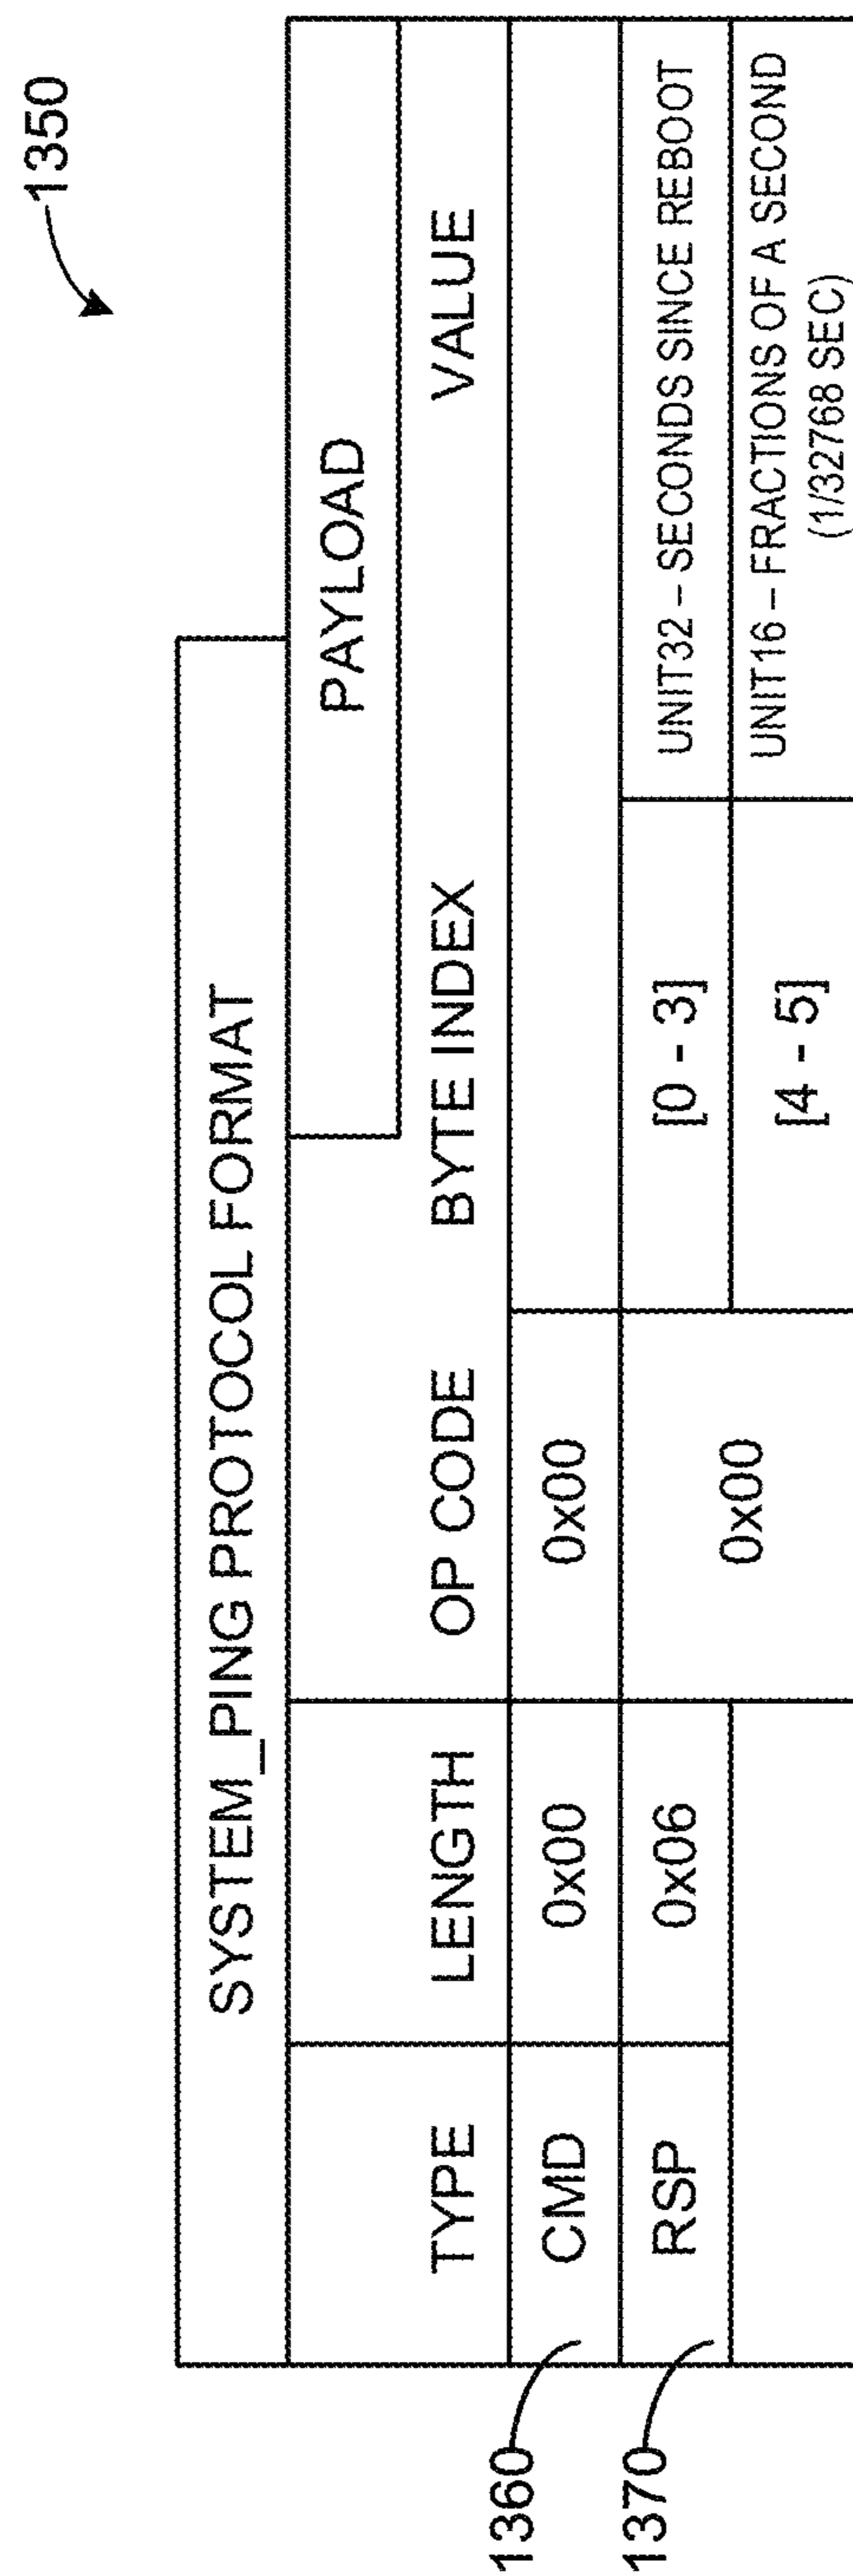 1350
SYSTEM_PING PROTOCOL FORMAT
PAYLOAD
TYPE LENGTH OP CODE BYTE INDEX VALUE
1360 CMD 0x00 0x00
1370 RSP 0x06 0x00 [0 - 3] UNIT32 – SECONDS SINCE REBOOT
[4 - 5] UNIT16 – FRACTIONS OF A SECOND
(1/32768 SEC)